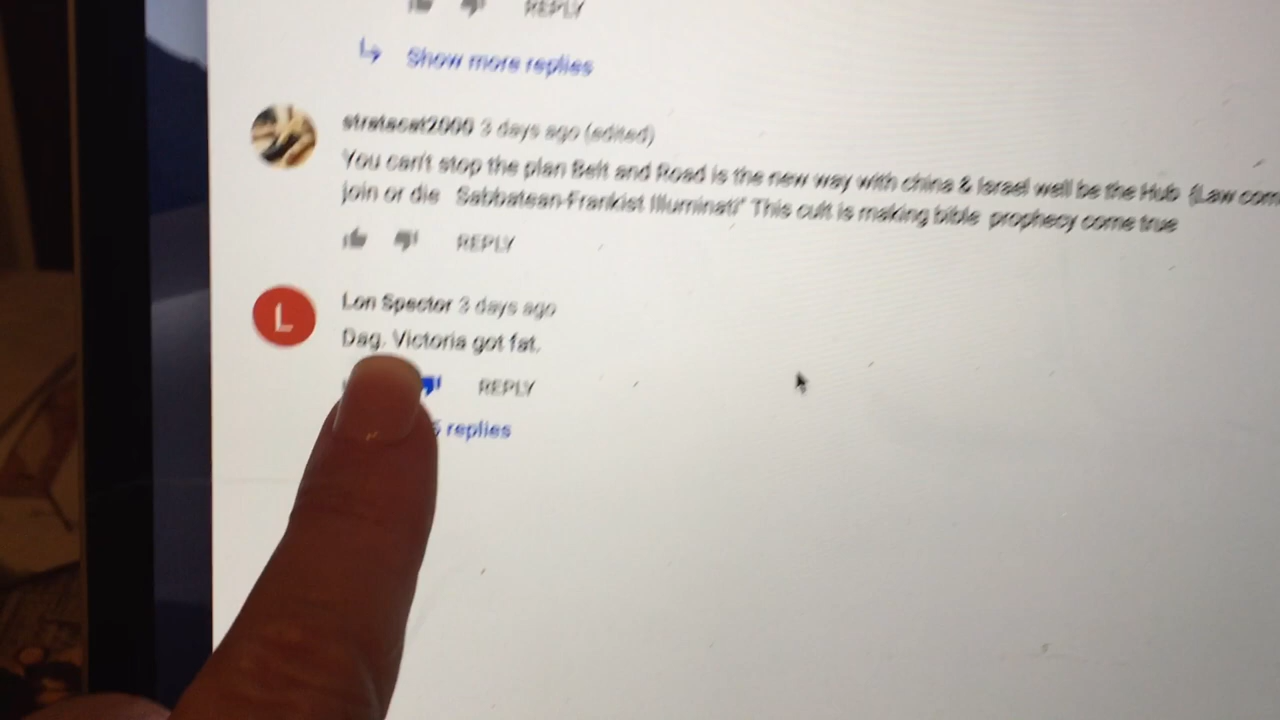 REPLY
Show more replies
stratacat2000 3 days ago (edited)
You can't stop the plan Belt and Road is the new way with china & Israel well be the Hub (Law com
join or die Sabbatean-Frankist Illuminati" This cult is making bible prophecy come true
REPLY
L
Lon Spector 3 days ago
Dag. Victoria got fat.
REPLY
5 replies